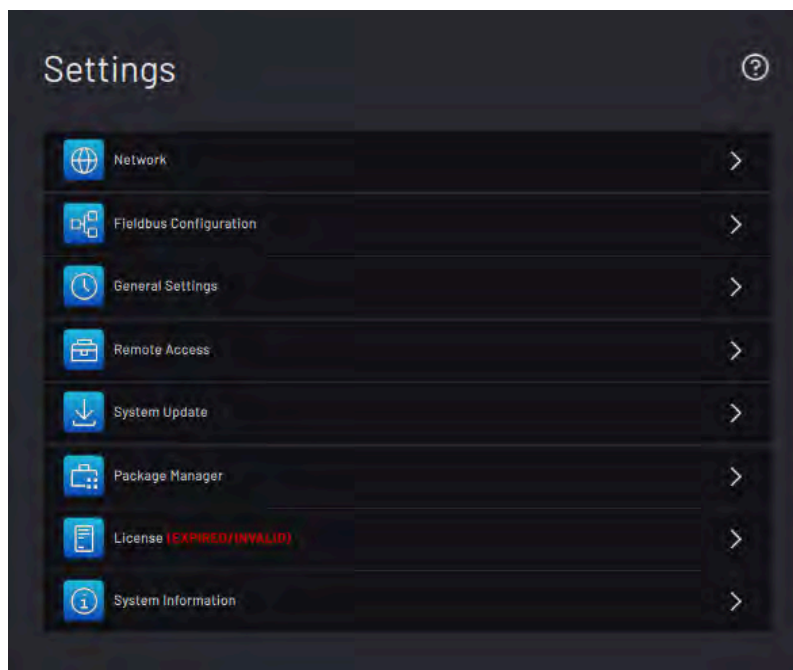 Settings
Network
Fieldbus Configuration
General Settings
Remote Access
System Update
Package Manager
License (EXPIRED/INVALID)
System Information